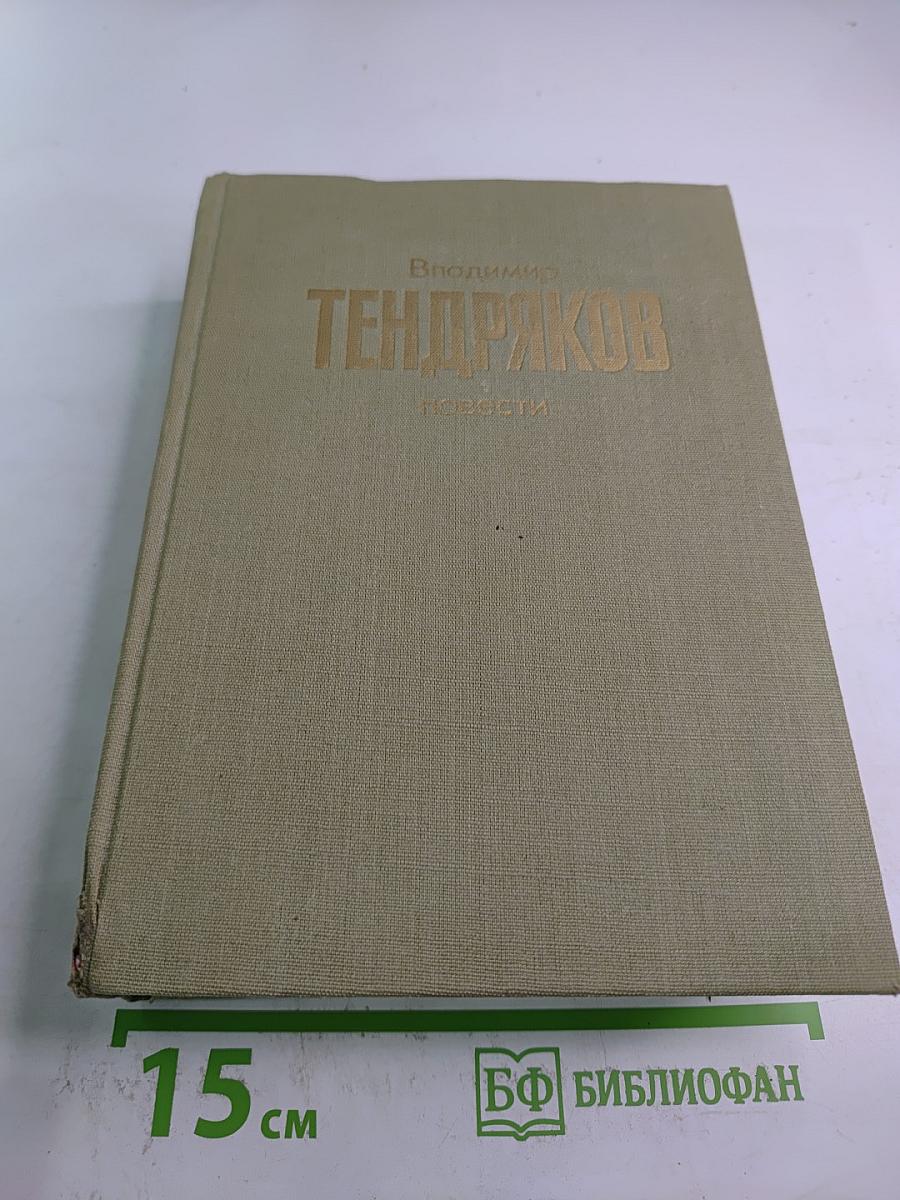 Владимир
ТЕНДРЯКОВ
повести
15 см
БФ БИБЛИОФАН